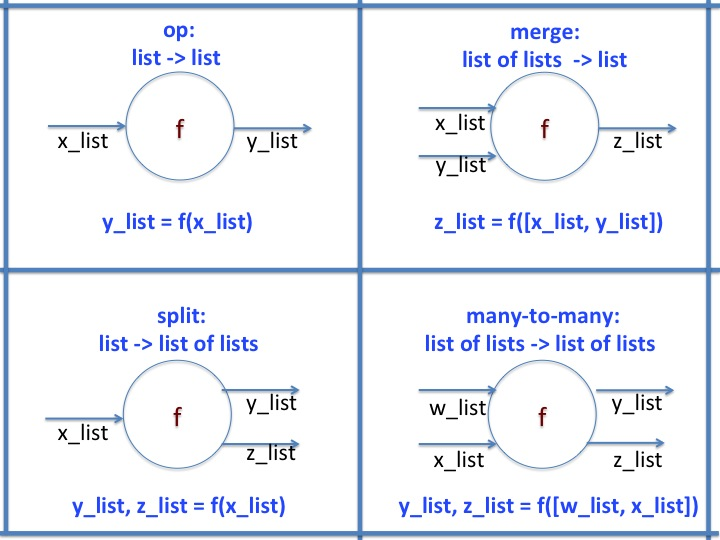 op:
list -> list
f
x_list
y_list
y_list = f(x_list)
merge:
list of lists  -> list
x_list
f
z_list
y_list
z_list = f([x_list, y_list])
split:
list -> list of lists
y_list
f
x_list
z_list
y_list, z_list = f(x_list)
many-to-many:
list of lists -> list of lists
w_list
y_list
f
x_list
z_list
y_list, z_list = f([w_list, x_list])